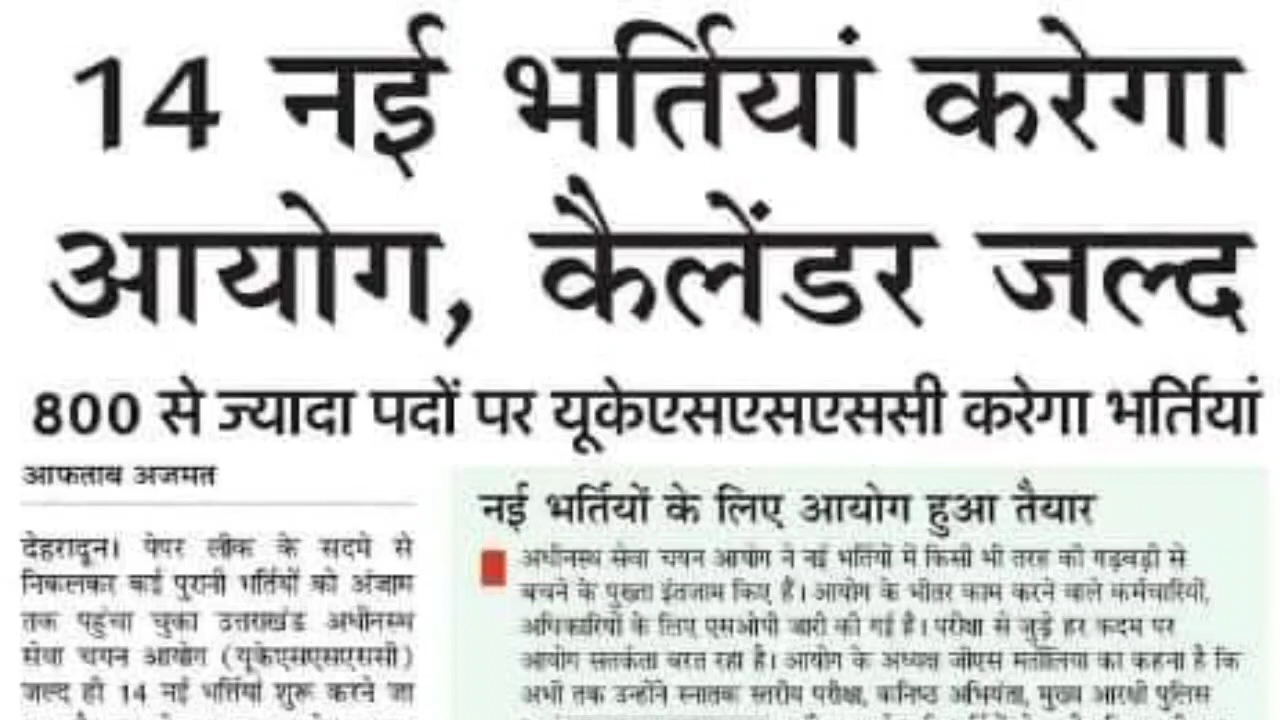 14 नई भर्तियां करेगा
आयोग, कैलेंडर जल्द
800 से ज्यादा पदों पर यूकेएसएसएससी करेगा भर्तियां
आफताब अजमत
देहरादून। पेपर लीक के सदमे से
निकलकर कई पुरानी भर्तियों को अंजाम
तक पहुंचा चुका उत्तराखंड अधीनस्थ
सेवा चयन आयोग (यूकेएसएसएससी)
जल्द ही 14 नई भर्तियां शुरू करने जा
नई भर्तियों के लिए आयोग हुआ तैयार
अधीनस्थ सेवा चयन आयोग ने नई भर्तियों में किसी भी तरह की गड़बड़ी से
बचने के पुख्ता इंतजाम किए हैं। आयोग के भीतर काम करने वाले कर्मचारियों,
अधिकारियों के लिए एसओपी जारी की गई है। परीक्षा से जुड़े हर कदम पर
आयोग सतर्कता बरत रहा है। आयोग के अध्यक्ष जीएस मर्तोलिया का कहना है कि
अभी तक उन्होंने स्नातक स्तरीय परीक्षा, कनिष्ठ अभियंता, मुख्य आरक्षी पुलिस